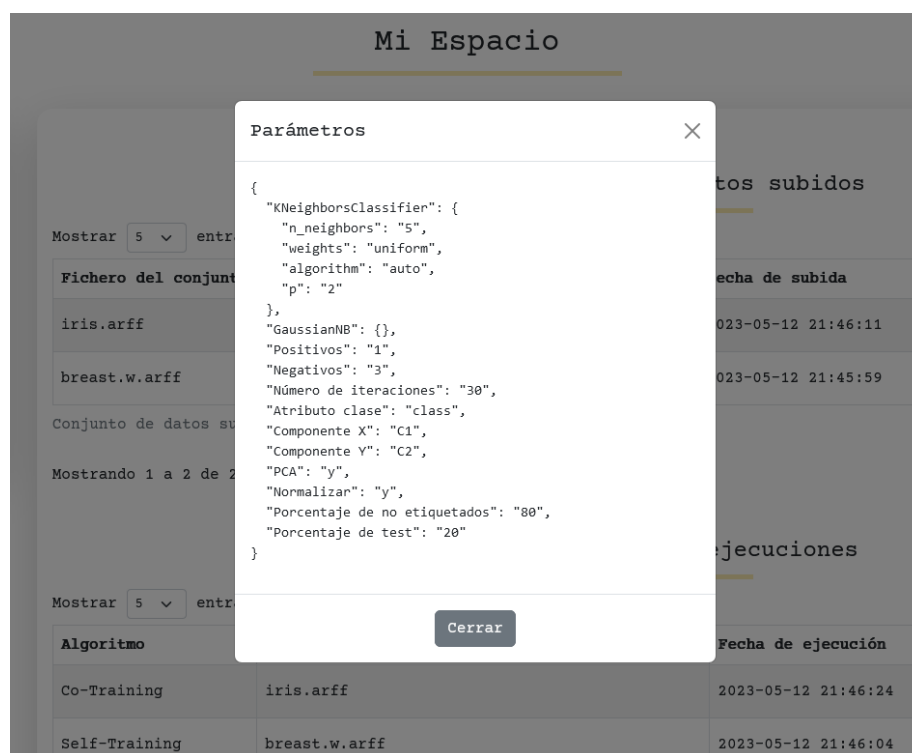 Mi Espacio
Parámetros
{
"KNeighborsClassifier": {
"n_neighbors": "5",
"weights": "uniform",
"algorithm": "auto",
"p": "2"
},
"GaussianNB": {},
"Positivos": "1",
"Negativos": "3",
"Número de iteraciones": "30",
"Atributo clase": "class",
"Componente X": "C1",
"Componente Y": "C2",
"PCA": "y",
"Normalizar": "y",
"Porcentaje de no etiquetados": "80",
"Porcentaje de test": "20"
}
Cerrar
tos subidos
Mostrar 5 entr
Fichero del conjunt echa de subida
iris.arff 023-05-12 21:46:11
breast.w.arff 023-05-12 21:45:59
Conjunto de datos su
Mostrando 1 a 2 de 2
ejecuciones
Mostrar 5 entr
Algoritmo Fecha de ejecución
Co-Training iris.arff 2023-05-12 21:46:24
Self-Training breast.w.arff 2023-05-12 21:46:04